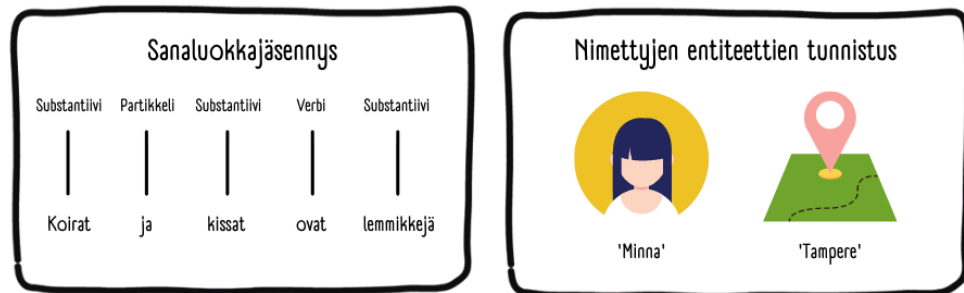 Sanaluokkajäsennys
Substantiivi Partikkeli Substantiivi Verbi Substantiivi
Koirat ja kissat ovat lemmikkejä
Nimettyjen entiteettien tunnistus
'Minna' 'Tampere'